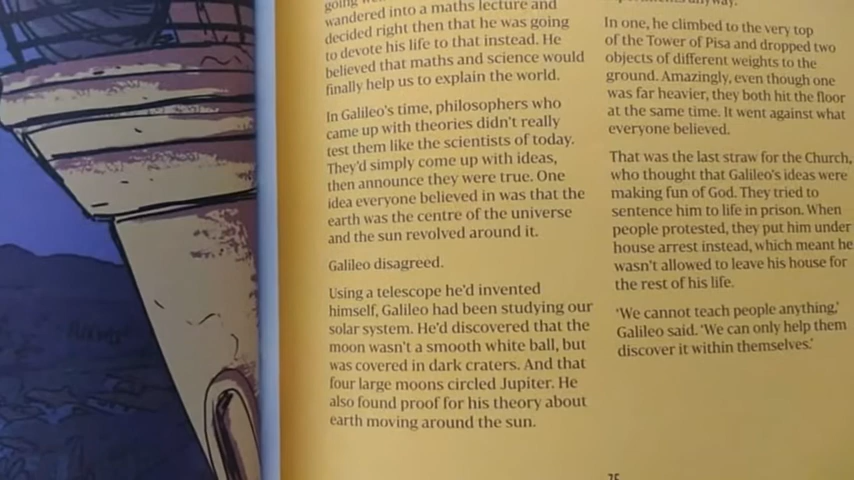 going
wandered into a maths lecture and
decided right then that he was going
to devote his life to that instead. He
believed that maths and science would
finally help us to explain the world.
In Galileo's time, philosophers who
came up with theories didn't really
test them like the scientists of today.
They'd simply come up with ideas,
then announce they were true. One
idea everyone believed in was that the
earth was the centre of the universe
and the sun revolved around it.
Galileo disagreed.
Using a telescope he'd invented
himself, Galileo had been studying our
solar system. He'd discovered that the
moon wasn't a smooth white ball, but
was covered in dark craters. And that
four large moons circled Jupiter. He
also found proof for his theory about
earth moving around the sun.
anyway.
In one, he climbed to the very top
of the Tower of Pisa and dropped two
objects of different weights to the
ground. Amazingly, even though one
was far heavier, they both hit the floor
at the same time. It went against what
everyone believed.
That was the last straw for the Church,
who thought that Galileo's ideas were
making fun of God. They tried to
sentence him to life in prison. When
people protested, they put him under
house arrest instead, which meant he
wasn't allowed to leave his house for
the rest of his life.
'We cannot teach people anything,'
Galileo said. 'We can only help them
discover it within themselves.'